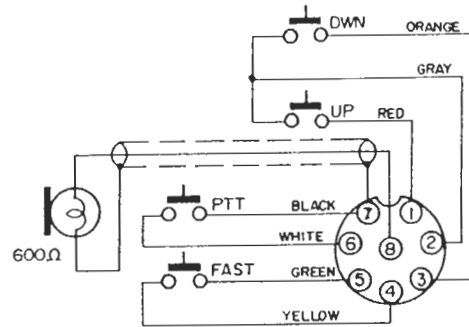 DWN
ORANGE
GRAY
UP
RED
600Ω
PTT
BLACK
WHITE
FAST
GREEN
YELLOW
7
1
6
8
2
5
4
3